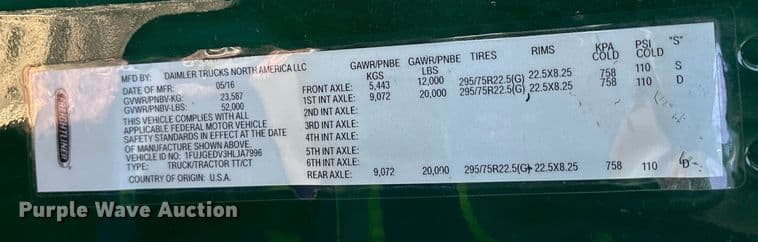 MFD BY: DAIMLER TRUCKS NORTH AMERICA LLC
DATE OF MFR: 05/16
GVWR/PNBV-KG: 23,587
GVWR/PNBV-LBS: 52,000
THIS VEHICLE COMPLIES WITH ALL
APPLICABLE FEDERAL MOTOR VEHICLE
SAFETY STANDARDS IN EFFECT AT THE DATE
OF MANUFACTURE SHOWN ABOVE.
VEHICLE ID NO: 1FUJGEDV3HLJA7996
TYPE: TRUCK/TRACTOR TT/CT
COUNTRY OF ORIGIN: U.S.A.
FREIGHTLINER
GAWR/PNBE GAWR/PNBE TIRES RIMS KPA PSI "S"
KGS LBS COLD COLD
FRONT AXLE: 5,443 12,000 295/75R22.5(G) 22.5X8.25 758 110 S
1ST INT AXLE: 9,072 20,000 295/75R22.5(G) 22.5X8.25 758 110 D
2ND INT AXLE:
3RD INT AXLE:
4TH INT AXLE:
5TH INT AXLE:
6TH INT AXLE:
REAR AXLE: 9,072 20,000 295/75R22.5(G) 22.5X8.25 758 110 D
Purple Wave Auction